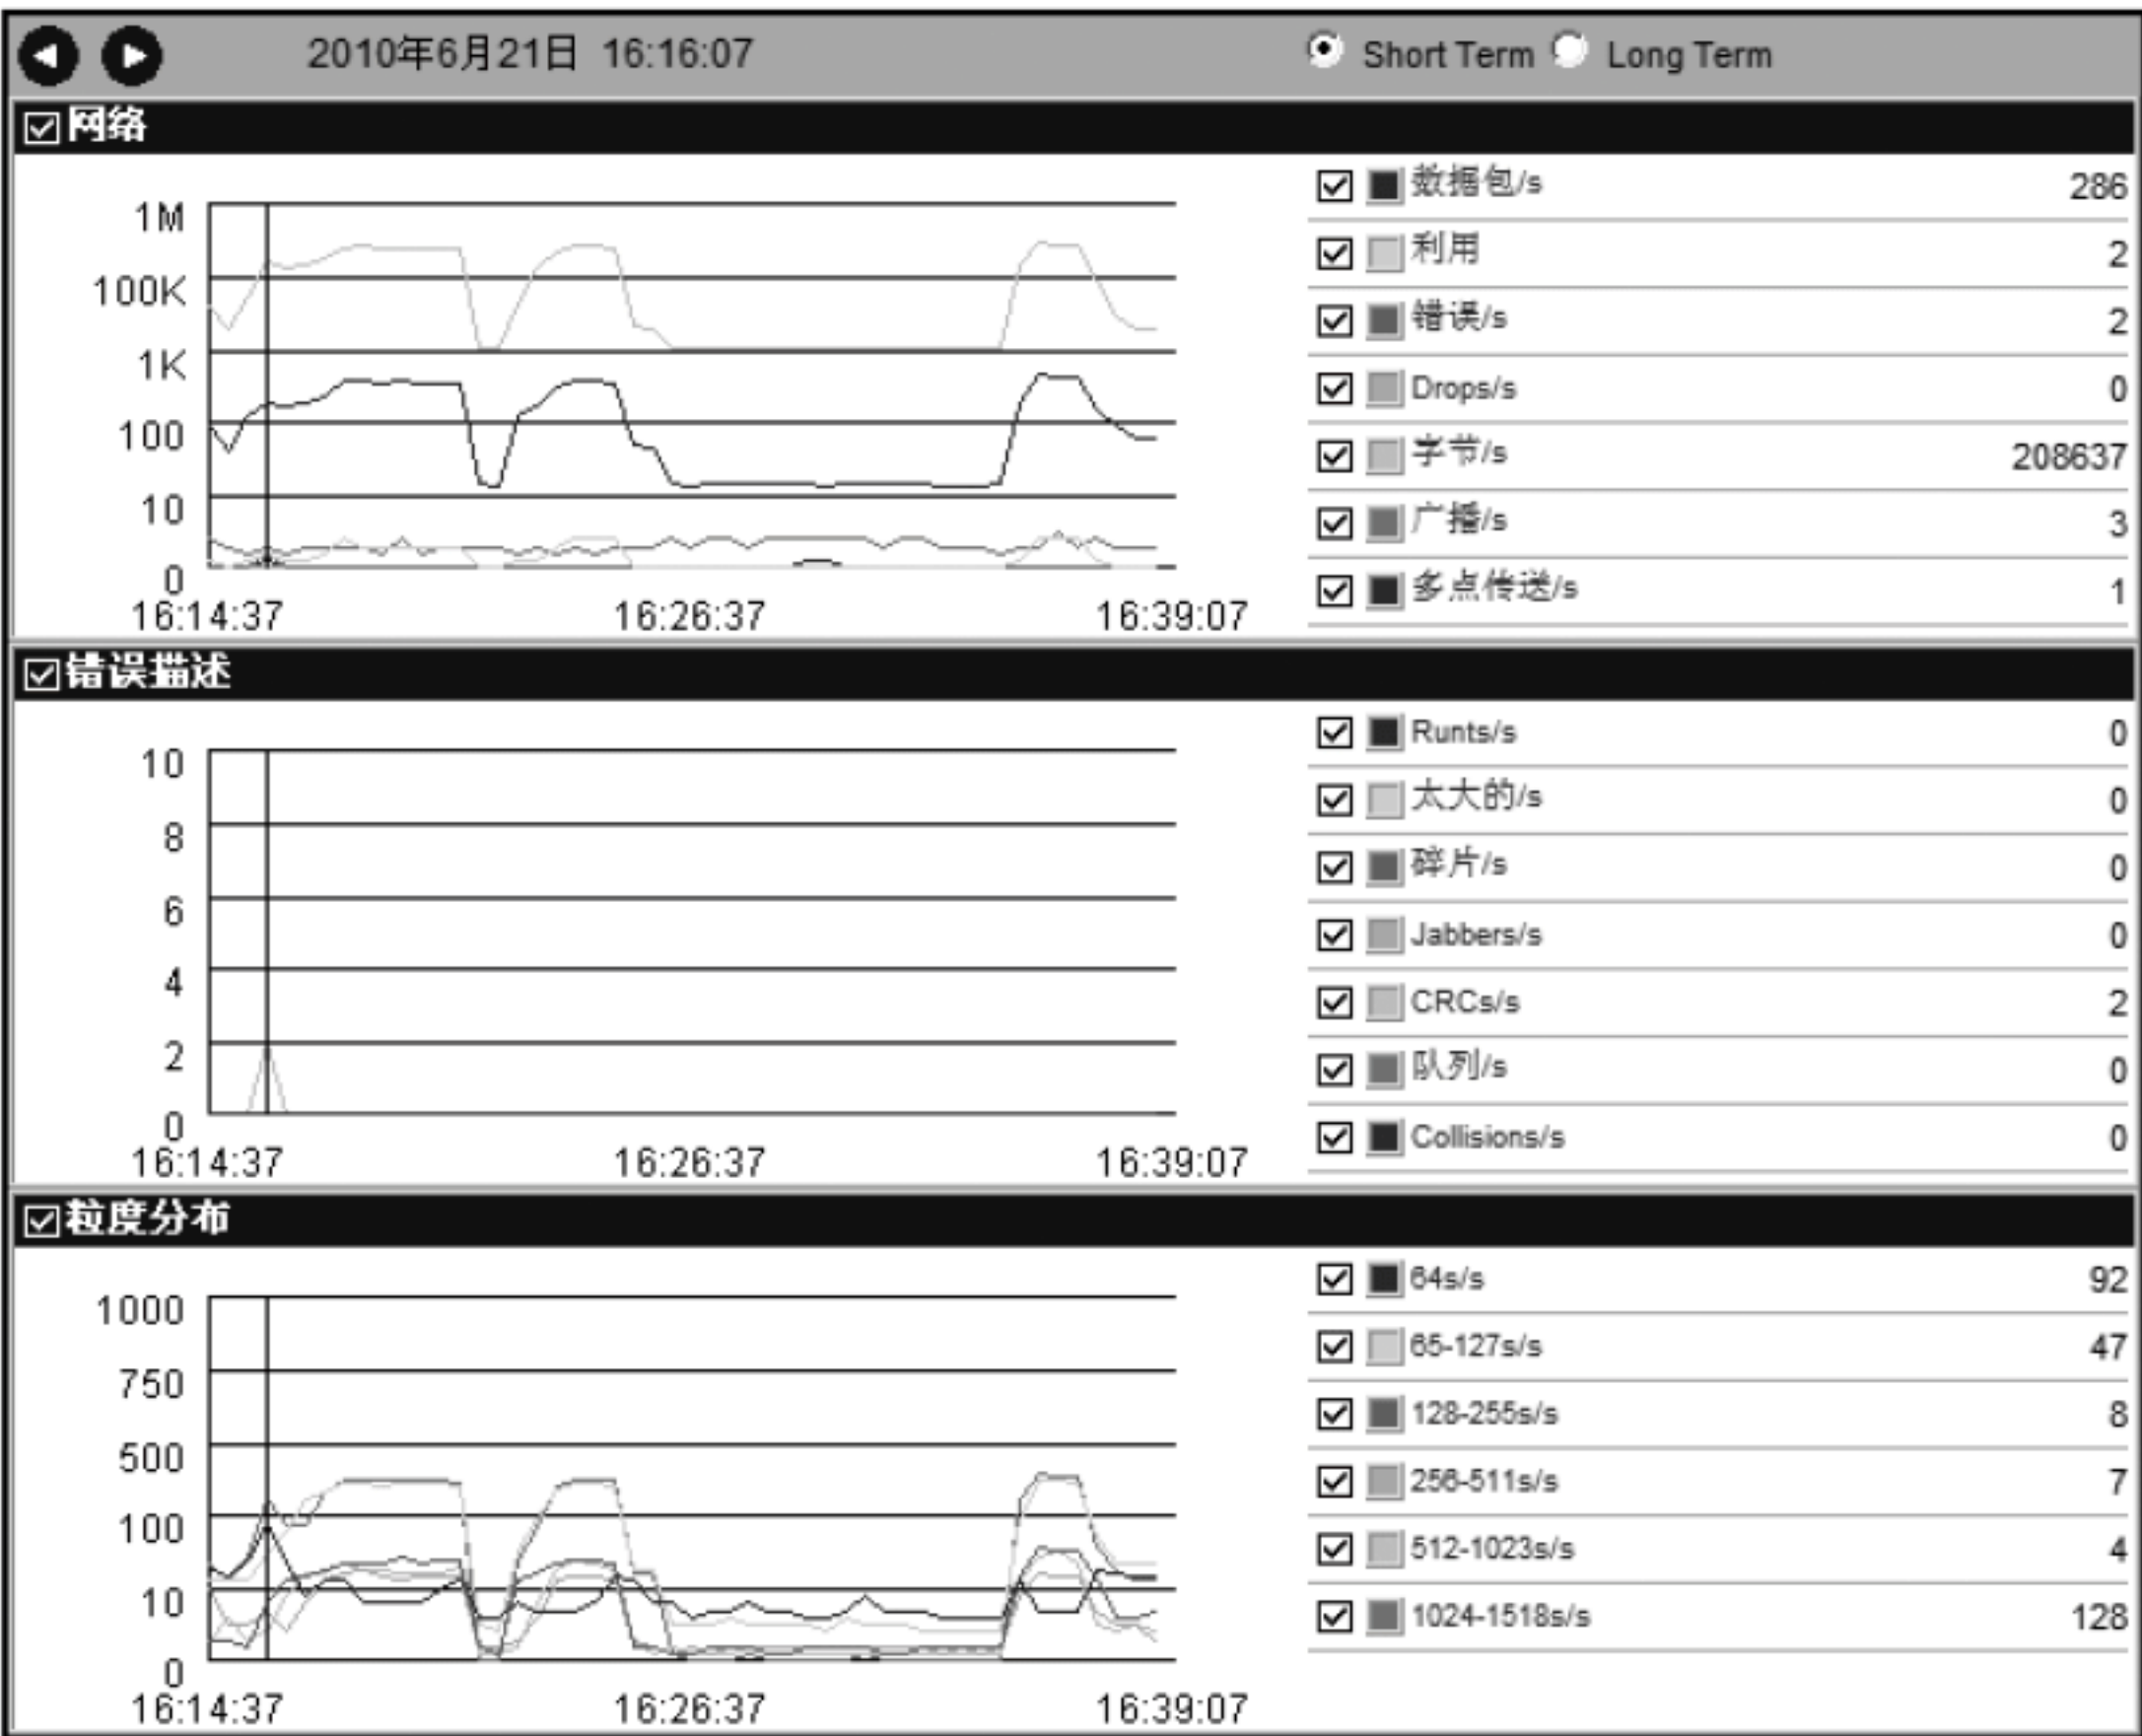 2010年6月21日 16:16:07 Short Term Long Term
网络
1M
100K
1K
100
10
0
16:14:37 16:26:37 16:39:07
数据包/s 286
利用 2
错误/s 2
Drops/s 0
字节/s 208637
广播/s 3
多点传送/s 1
错误描述
10
8
6
4
2
0
16:14:37 16:26:37 16:39:07
Runts/s 0
太大的/s 0
碎片/s 0
Jabbers/s 0
CRCs/s 2
队列/s 0
Collisions/s 0
粒度分布
1000
750
500
100
10
0
16:14:37 16:26:37 16:39:07
64s/s 92
65-127s/s 47
128-255s/s 8
256-511s/s 7
512-1023s/s 4
1024-1518s/s 128